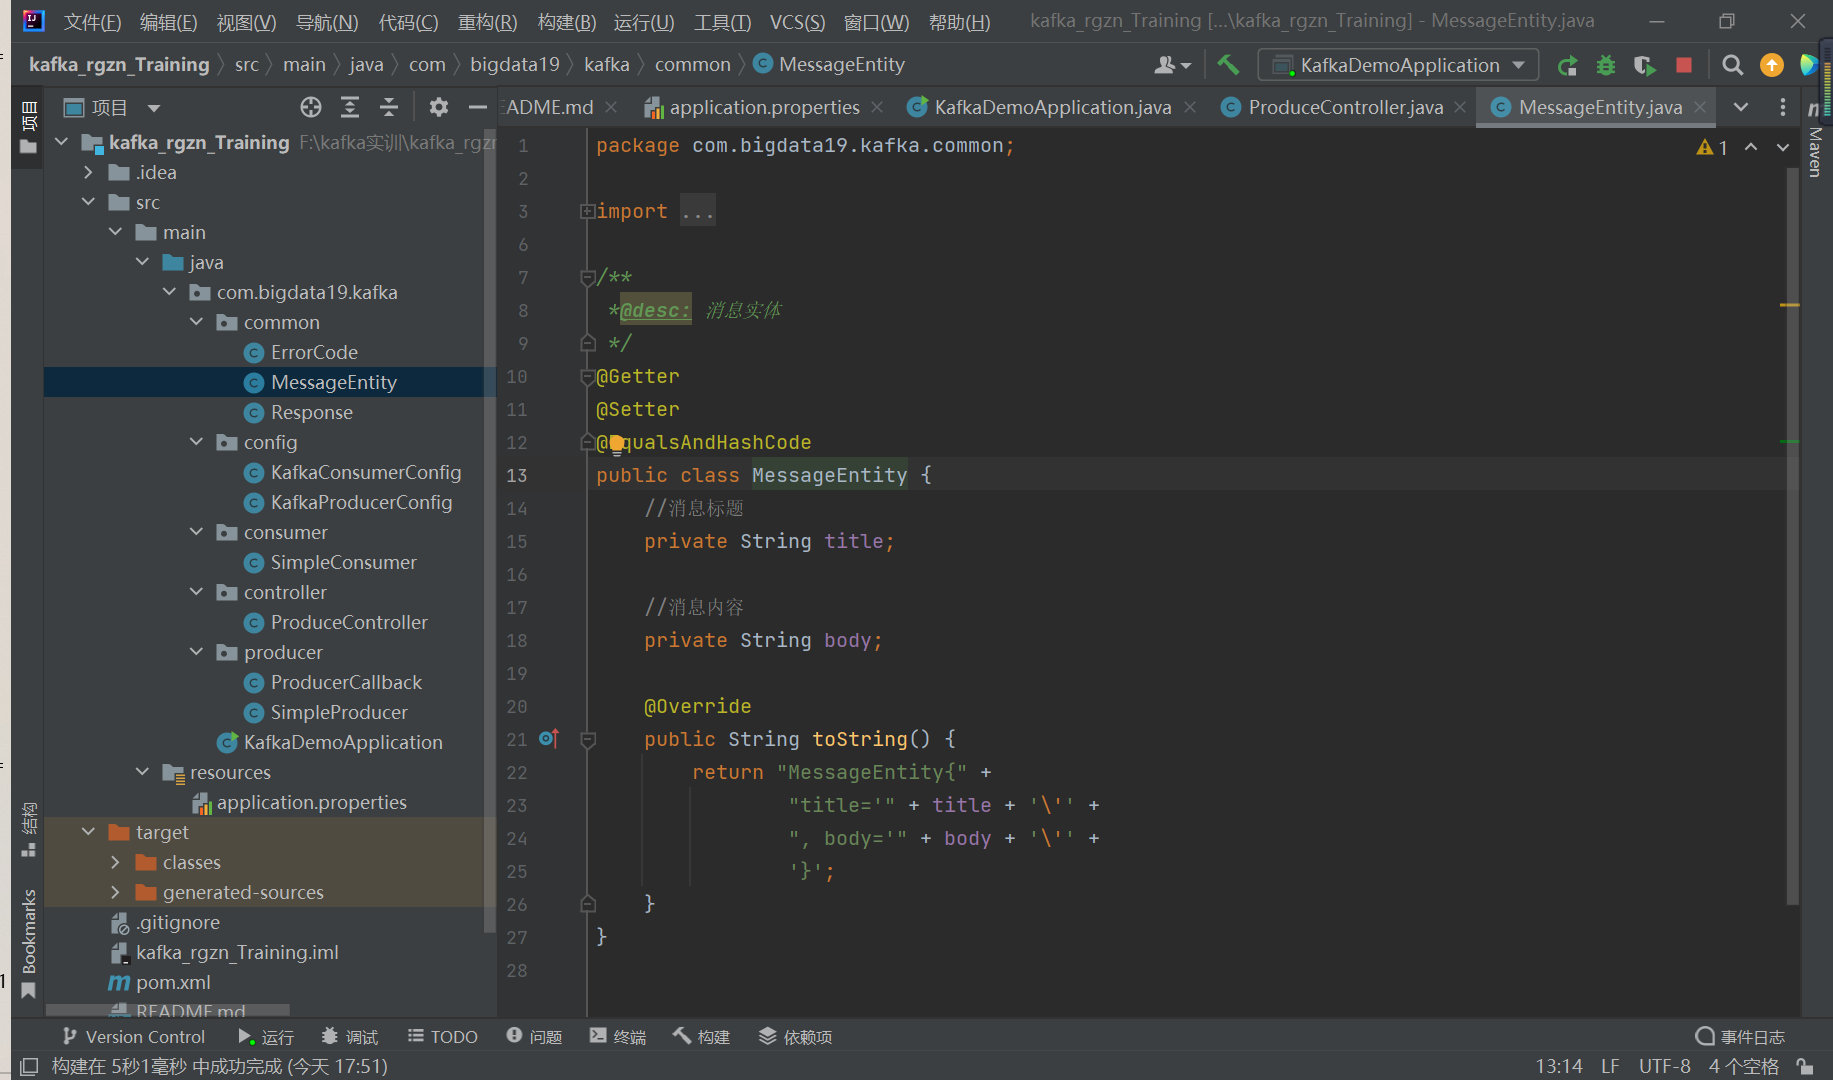 文件(F) 编辑(E) 视图(V) 导航(N) 代码(C) 重构(R) 构建(B) 运行(U) 工具(T) VCS(S) 窗口(W) 帮助(H) kafka_rgzn_Training [...\kafka_rgzn_Training] - MessageEntity.java
kafka_rgzn_Training src main java com bigdata19 kafka common MessageEntity
KafkaDemoApplication
项目
ADME.md application.properties KafkaDemoApplication.java ProduceController.java MessageEntity.java
项目
结构
Bookmarks
kafka_rgzn_Training F:\kafka实训\kafka_rgzn
.idea
src
main
java
com.bigdata19.kafka
common
ErrorCode
MessageEntity
Response
config
KafkaConsumerConfig
KafkaProducerConfig
consumer
SimpleConsumer
controller
ProduceController
producer
ProducerCallback
SimpleProducer
KafkaDemoApplication
resources
application.properties
target
classes
generated-sources
.gitignore
kafka_rgzn_Training.iml
pom.xml
README.md
1 package com.bigdata19.kafka.common;
2
3 import ...
6
7 /**
8 *@desc: 消息实体
9 */
10 @Getter
11 @Setter
12 @EqualsAndHashCode
13 public class MessageEntity {
14 //消息标题
15 private String title;
16
17 //消息内容
18 private String body;
19
20 @Override
21 public String toString() {
22 return "MessageEntity{" +
23 "title='" + title + '\'' +
24 ", body='" + body + '\'' +
25 '}';
26 }
27 }
28
1
Maven
Version Control 运行 调试 TODO 问题 终端 构建 依赖项 事件日志
构建在 5秒1毫秒 中成功完成 (今天 17:51) 13:14 LF UTF-8 4 个空格